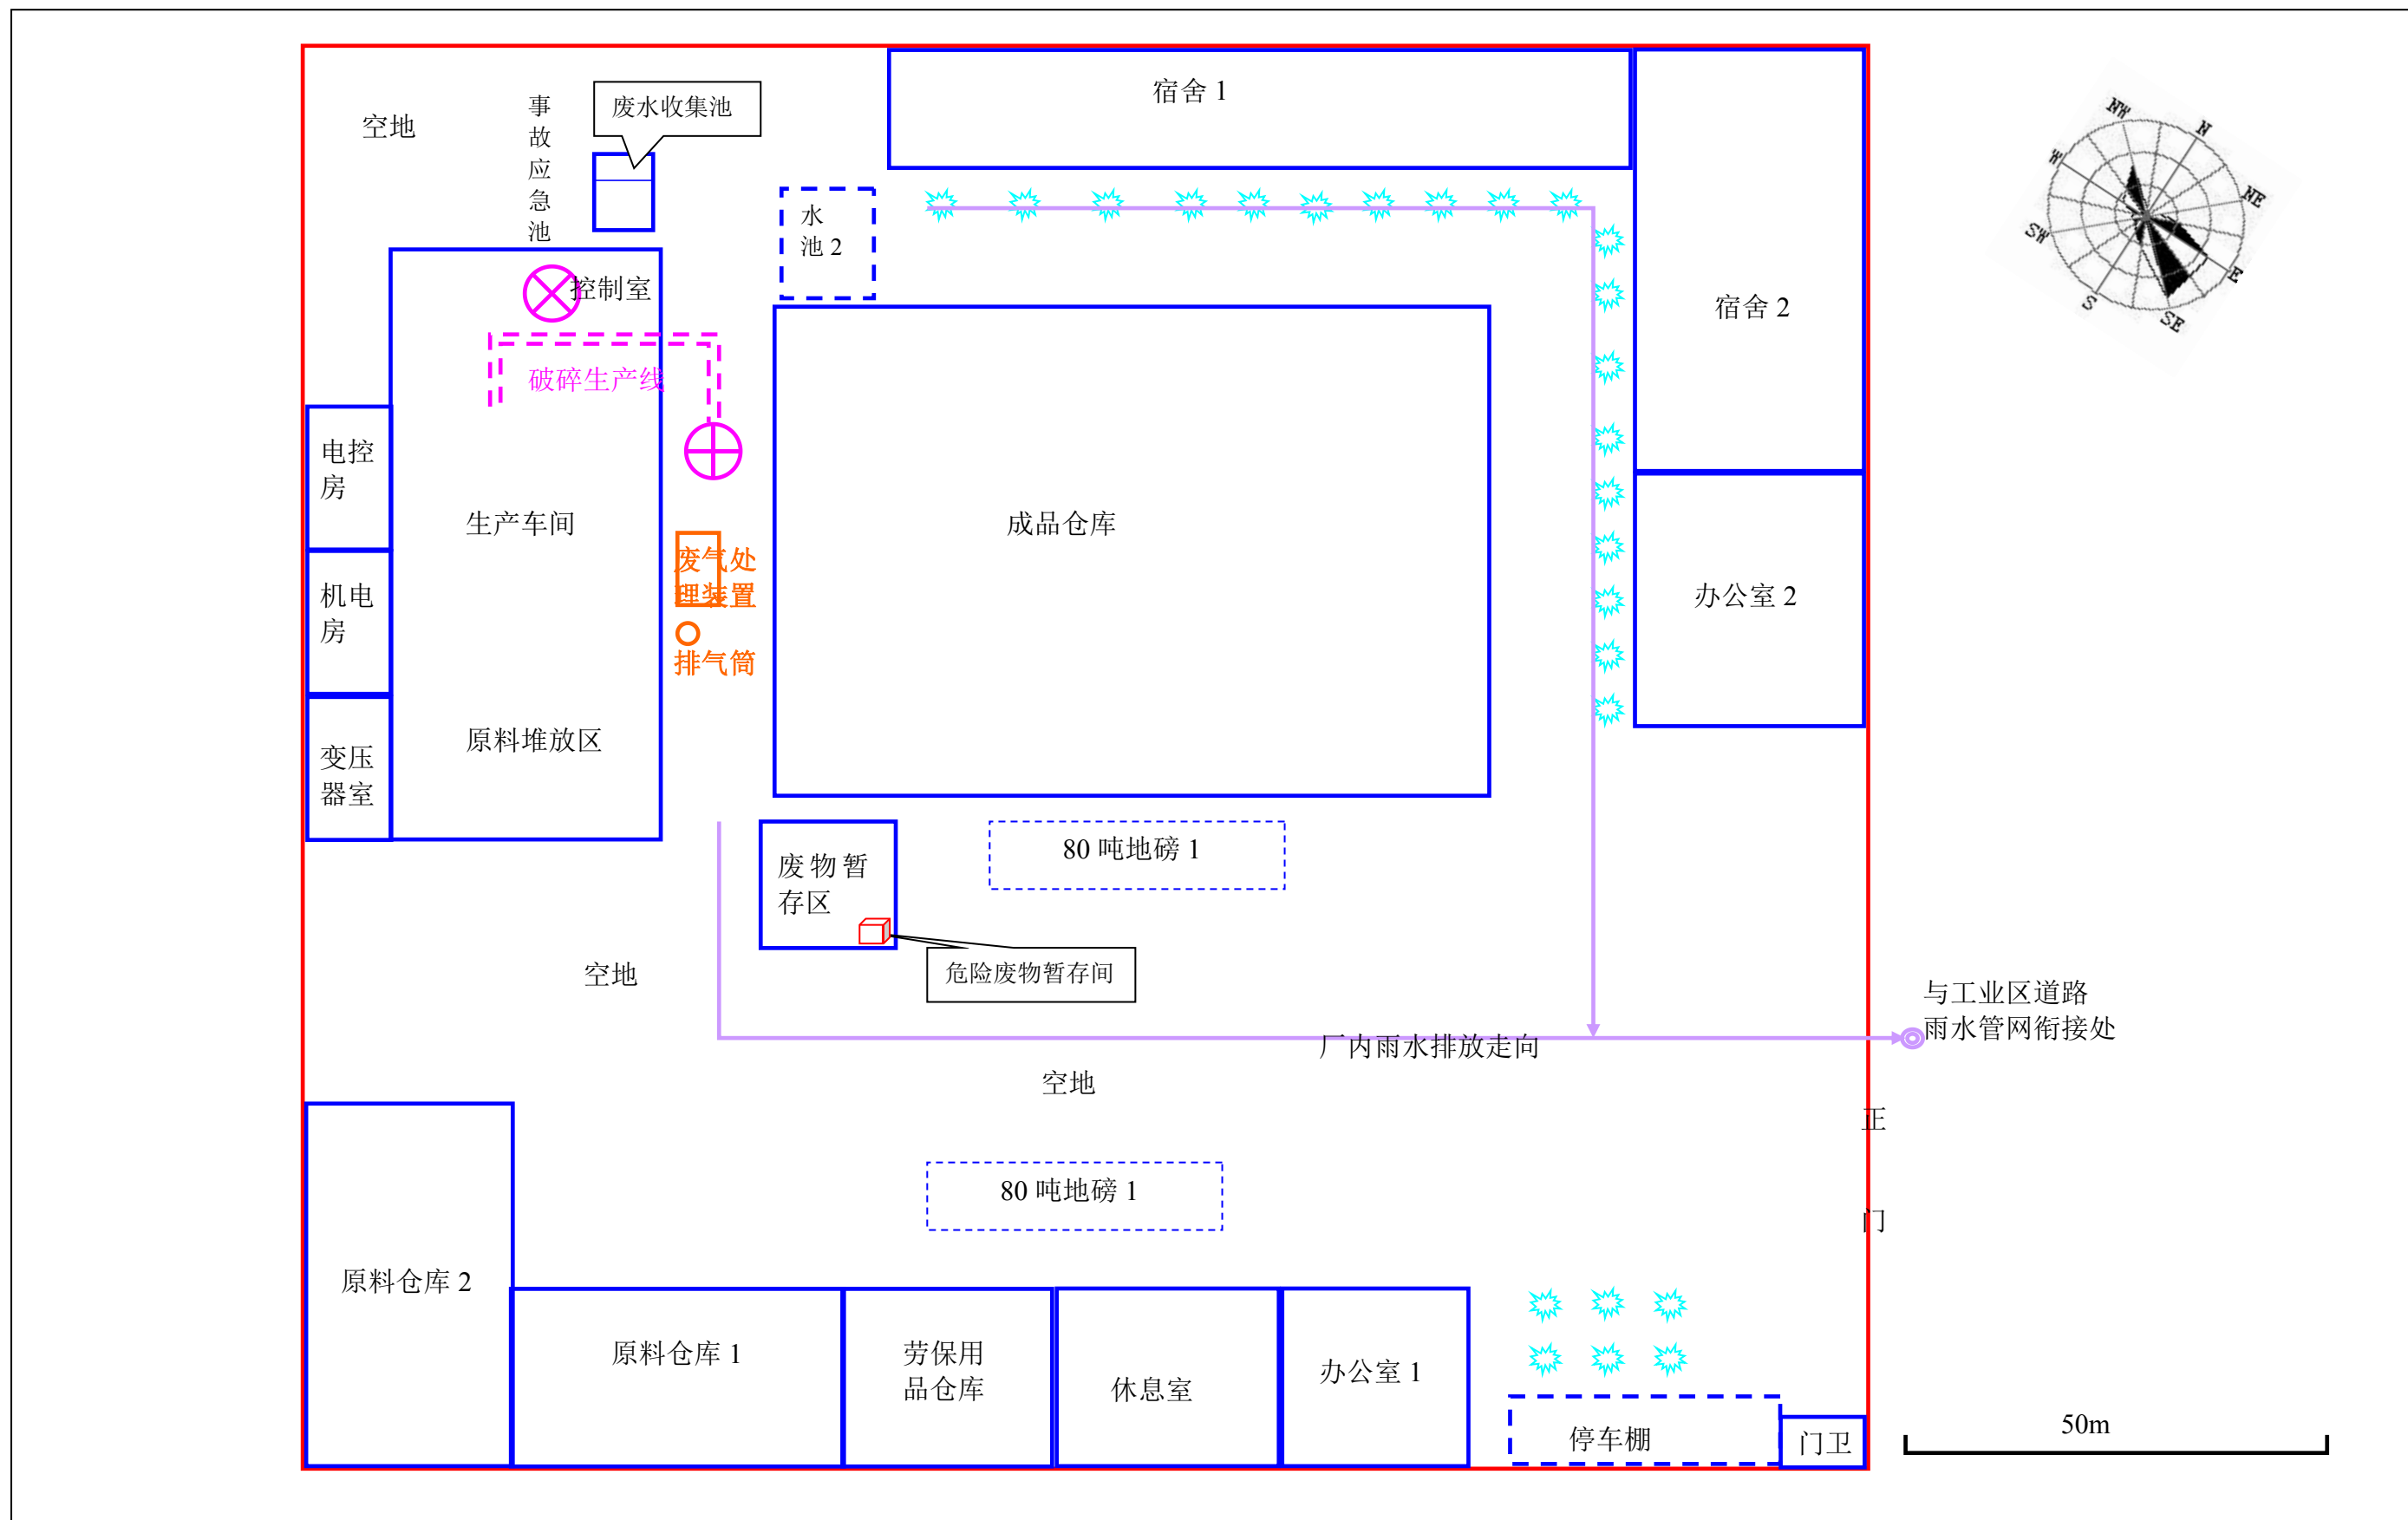 宿舍 1
事
故
应
急
池
废水收集池
空地
NW
N
W
NE
SW
E
S
SE
水
池 2
控制室
宿舍 2
破碎生产线
电控
房
生产车间
成品仓库
废气处
理装置
机电
房
办公室 2
排气筒
原料堆放区
变压
器室
80 吨地磅 1
废物暂
存区
危险废物暂存间
空地
与工业区道路
雨水管网衔接处
厂内雨水排放走向
空地
正
门
80 吨地磅 1
原料仓库 2
原料仓库 1
劳保用
品仓库
休息室
办公室 1
停车棚
门卫
50m